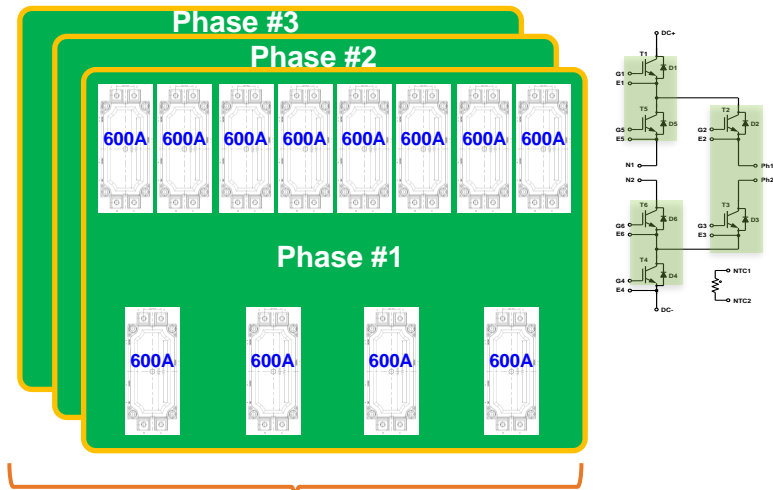 Phase #3
Phase #2
600A 600A 600A 600A 600A 600A 600A 600A
Phase #1
600A 600A 600A 600A
DC+
T1
D1
G1
E1
T5
D5
G5
E5
T2
D2
G2
E2
N1
Ph1
N2
Ph2
T6
D6
G6
E6
T3
D3
G3
E3
T4
D4
G4
E4
NTC1
NTC2
DC-